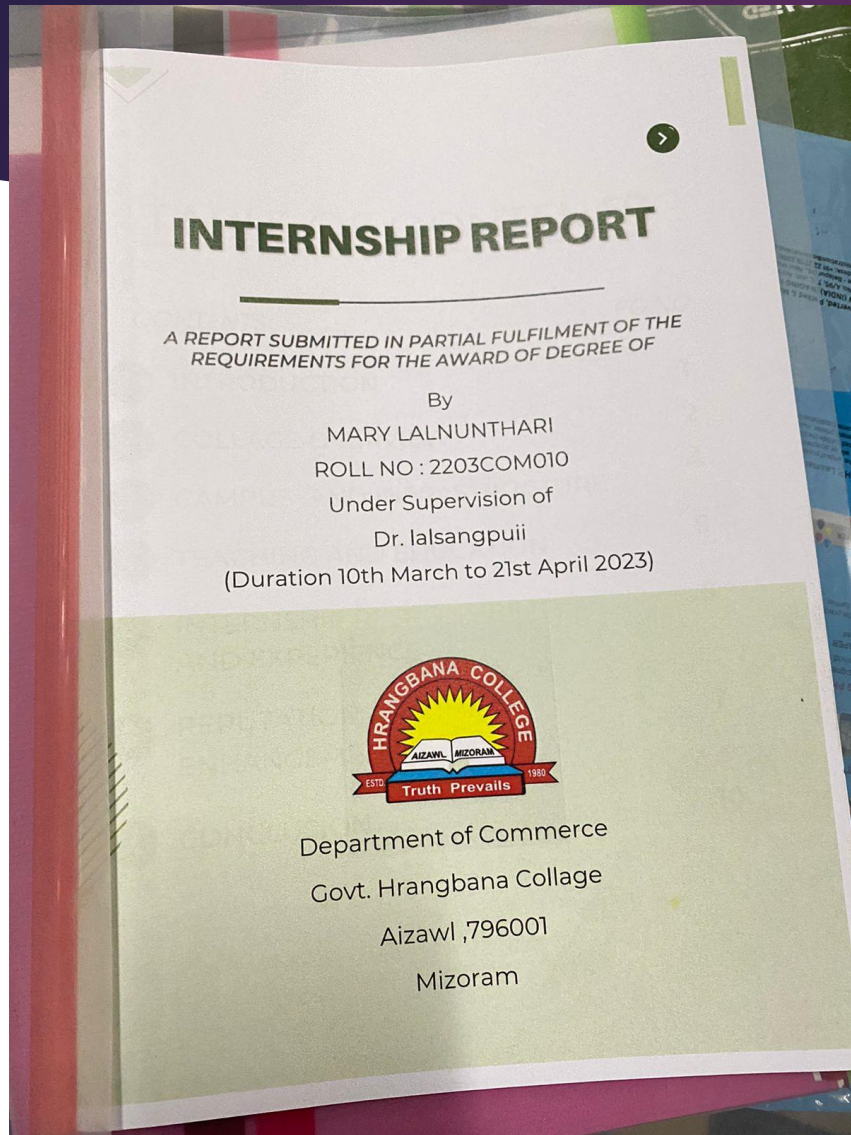 INTERNSHIP REPORT
A REPORT SUBMITTED IN PARTIAL FULFILMENT OF THE
REQUIREMENTS FOR THE AWARD OF DEGREE OF
By
MARY LALNUNTHARI
ROLL NO : 2203COM010
Under Supervision of
Dr. lalsangpuii
(Duration 10th March to 21st April 2023)
HRANGBANA COLLEGE
AIZAWL MIZORAM
ESTD 1980
Truth Prevails
Department of Commerce
Govt. Hrangbana Collage
Aizawl ,796001
Mizoram